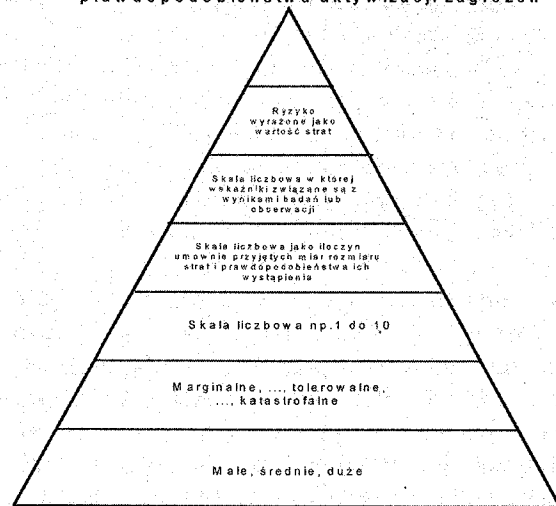 prawdopodobieństwa aktywizacji zagrożeń
Ryzyko
wyrażone jako
wartość strat
Skala liczbowa w której
wskaźniki związane są z
wynikami badań lub
obserwacji
Skala liczbowa jako iloczyn
umownie przyjętych miar rozmiaru
strat i prawdopodobieństwa ich
wystąpienia
Skala liczbowa np.1 do 10
Marginalne, ..., tolerowalne,
..., katastrofalne
Małe, średnie, duże